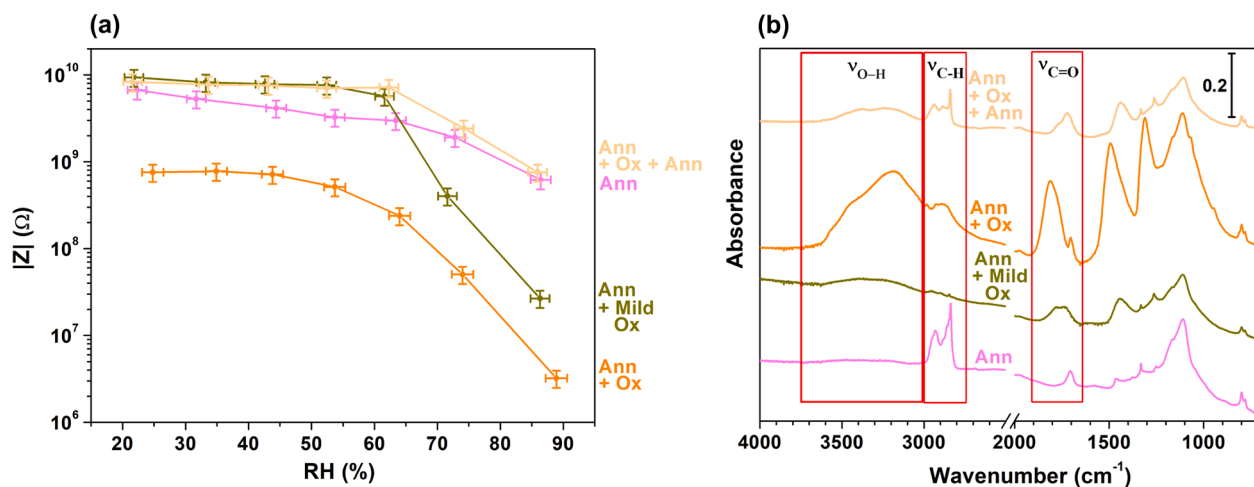 (a)
10^10
10^9
10^8
10^7
10^6
|Z| (Ω)
20 30 40 50 60 70 80 90
RH (%)
Ann
+ Ox + Ann
Ann
Ann
+ Mild
Ox
Ann
+ Ox
(b)
ν_O–H
ν_C-H
ν_C=O
0.2
Ann
+ Ox
+ Ann
Ann
+ Ox
Ann
+ Mild
Ox
Ann
Absorbance
4000 3500 3000 1500 1000
Wavenumber (cm⁻¹)